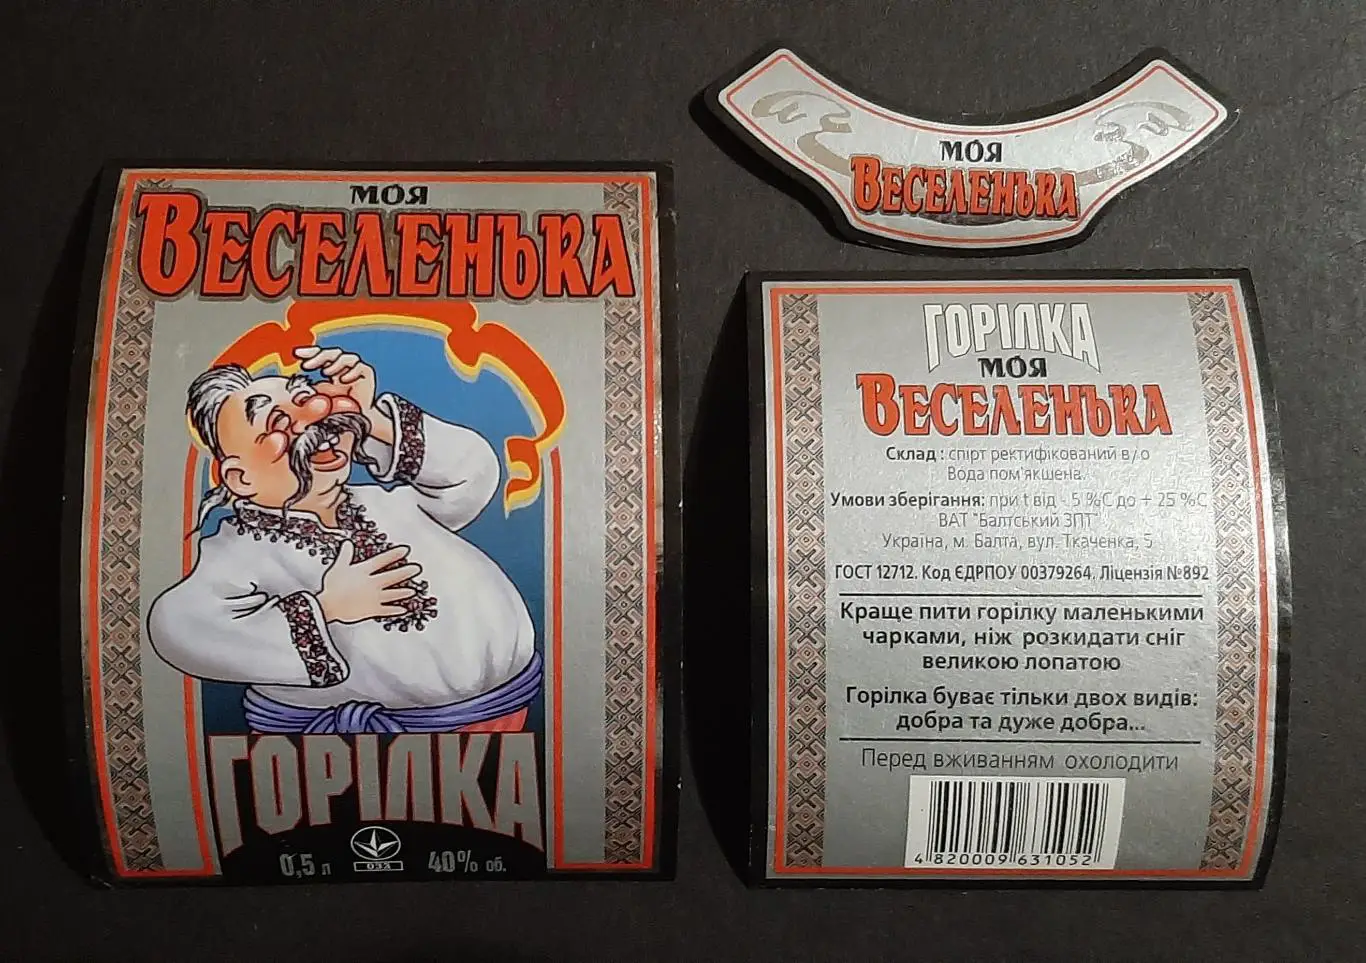 МОЯ
ВЕСЕЛЕНЬКА
ГОРІЛКА
0,5 л
032
40% об.
МОЯ
ВЕСЕЛЕНЬКА
ГОРІЛКА
МОЯ
ВЕСЕЛЕНЬКА
Склад : спірт ректифікований в/о
Вода пом'якшена.
Умови зберігання: при t від - 5 %С до + 25 %С
ВАТ "Балтський ЗПТ"
Україна, м. Балта, вул. Ткаченка, 5
ГОСТ 12712. Код ЄДРПОУ 00379264. Ліцензія №892
Краще пити горілку маленькими
чарками, ніж розкидати сніг
великою лопатою
Горілка буває тільки двох видів:
добра та дуже добра...
Перед вживанням охолодити
4 820009 631052